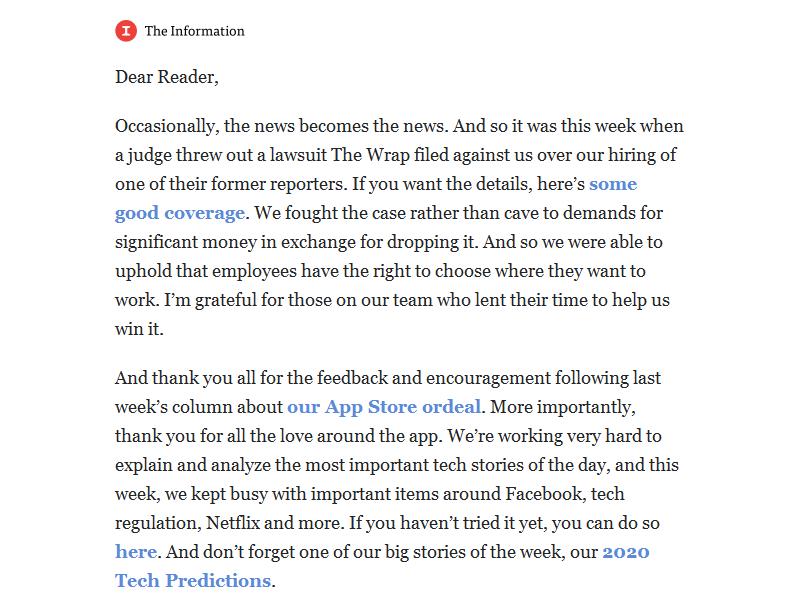 The Information
Dear Reader,
Occasionally, the news becomes the news. And so it was this week when
a judge threw out a lawsuit The Wrap filed against us over our hiring of
one of their former reporters. If you want the details, here’s some
good coverage. We fought the case rather than cave to demands for
significant money in exchange for dropping it. And so we were able to
uphold that employees have the right to choose where they want to
work. I’m grateful for those on our team who lent their time to help us
win it.
And thank you all for the feedback and encouragement following last
week’s column about our App Store ordeal. More importantly,
thank you for all the love around the app. We’re working very hard to
explain and analyze the most important tech stories of the day, and this
week, we kept busy with important items around Facebook, tech
regulation, Netflix and more. If you haven’t tried it yet, you can do so
here. And don’t forget one of our big stories of the week, our 2020
Tech Predictions.